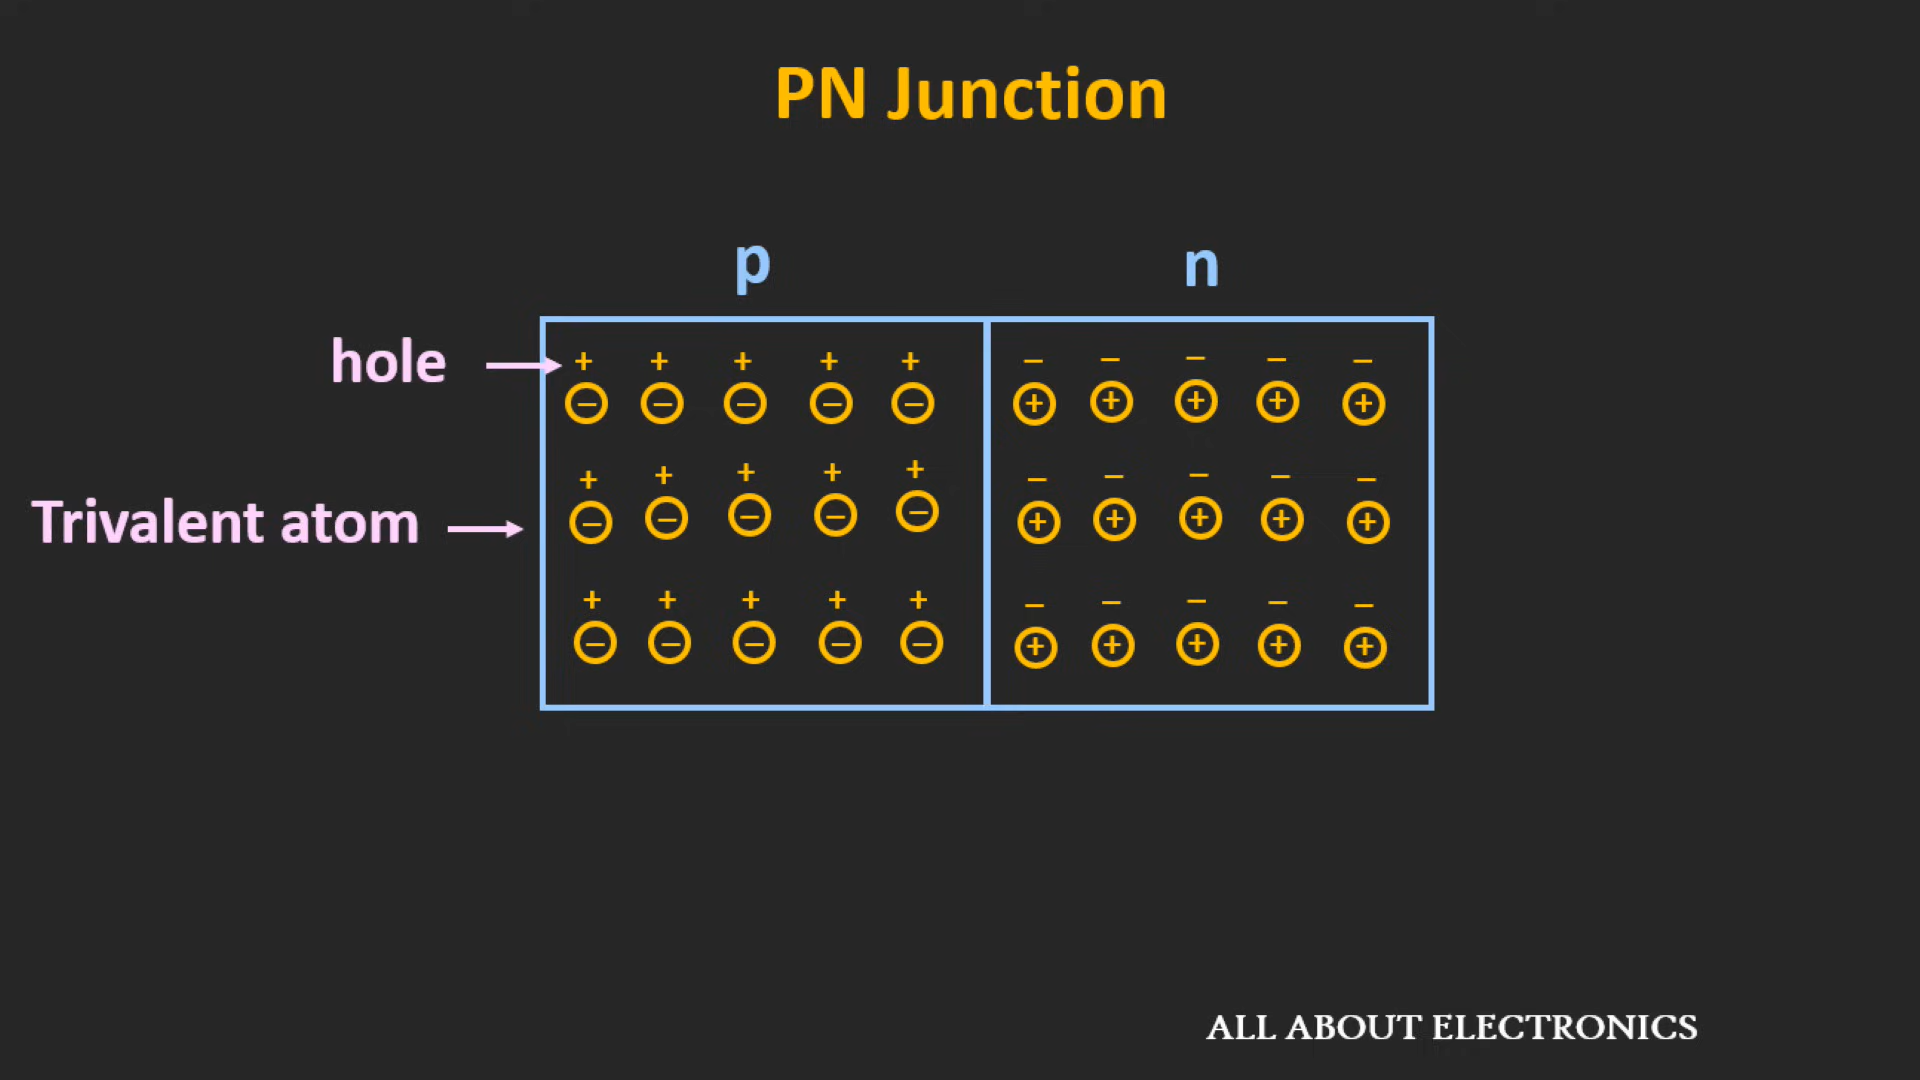 PN Junction
p n
hole
+ + + + + − − − − −
− − − − − + + + + +
+ + + + + − − − − −
Trivalent atom
− − − − − + + + + +
+ + + + + − − − − −
− − − − − + + + + +
ALL ABOUT ELECTRONICS